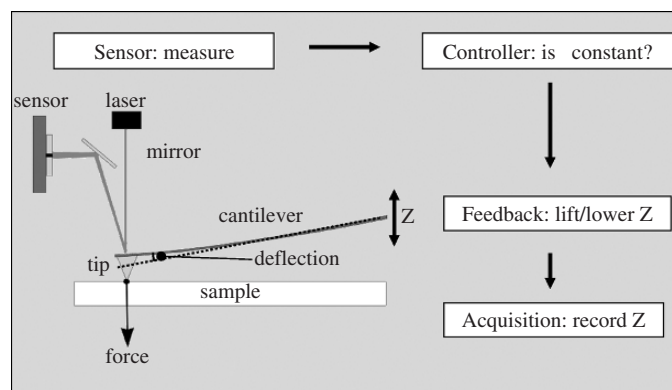 Sensor: measure
Controller: is constant?
sensor
laser
mirror
cantilever
Z
Feedback: lift/lower Z
tip
deflection
sample
Acquisition: record Z
force